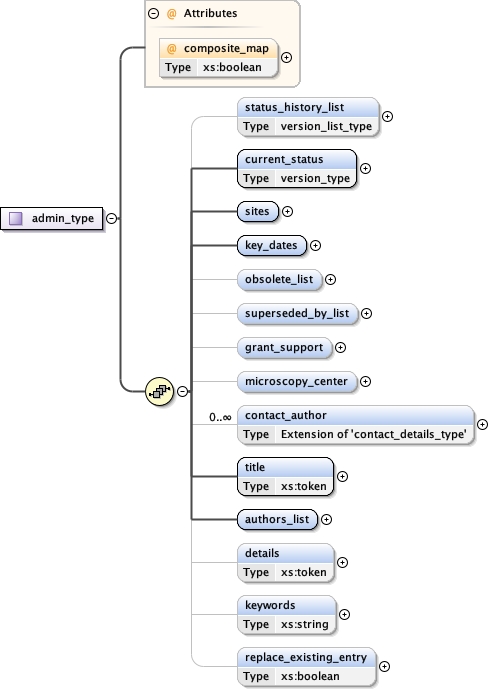 @ Attributes
@ composite_map
Type xs:boolean
status_history_list
Type version_list_type
current_status
Type version_type
admin_type
sites
key_dates
obsolete_list
superseded_by_list
grant_support
microscopy_center
0..∞
contact_author
Type Extension of 'contact_details_type'
title
Type xs:token
authors_list
details
Type xs:token
keywords
Type xs:string
replace_existing_entry
Type xs:boolean